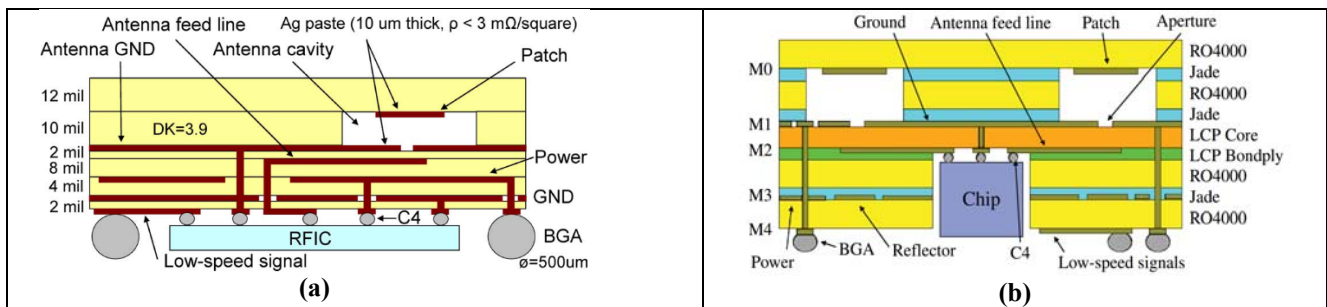 Antenna feed line
Ag paste (10 um thick, ρ < 3 mΩ/square)
Antenna GND
Antenna cavity
Patch
12 mil
10 mil
DK=3.9
2 mil
8 mil
Power
4 mil
GND
2 mil
C4
RFIC
BGA
Low-speed signal
ø=500um
(a)
Ground
Antenna feed line
Patch
Aperture
M0
RO4000
Jade
RO4000
Jade
M1
LCP Core
M2
LCP Bondply
RO4000
M3
Chip
Jade
M4
RO4000
Power
BGA
Reflector
C4
Low-speed signals
(b)